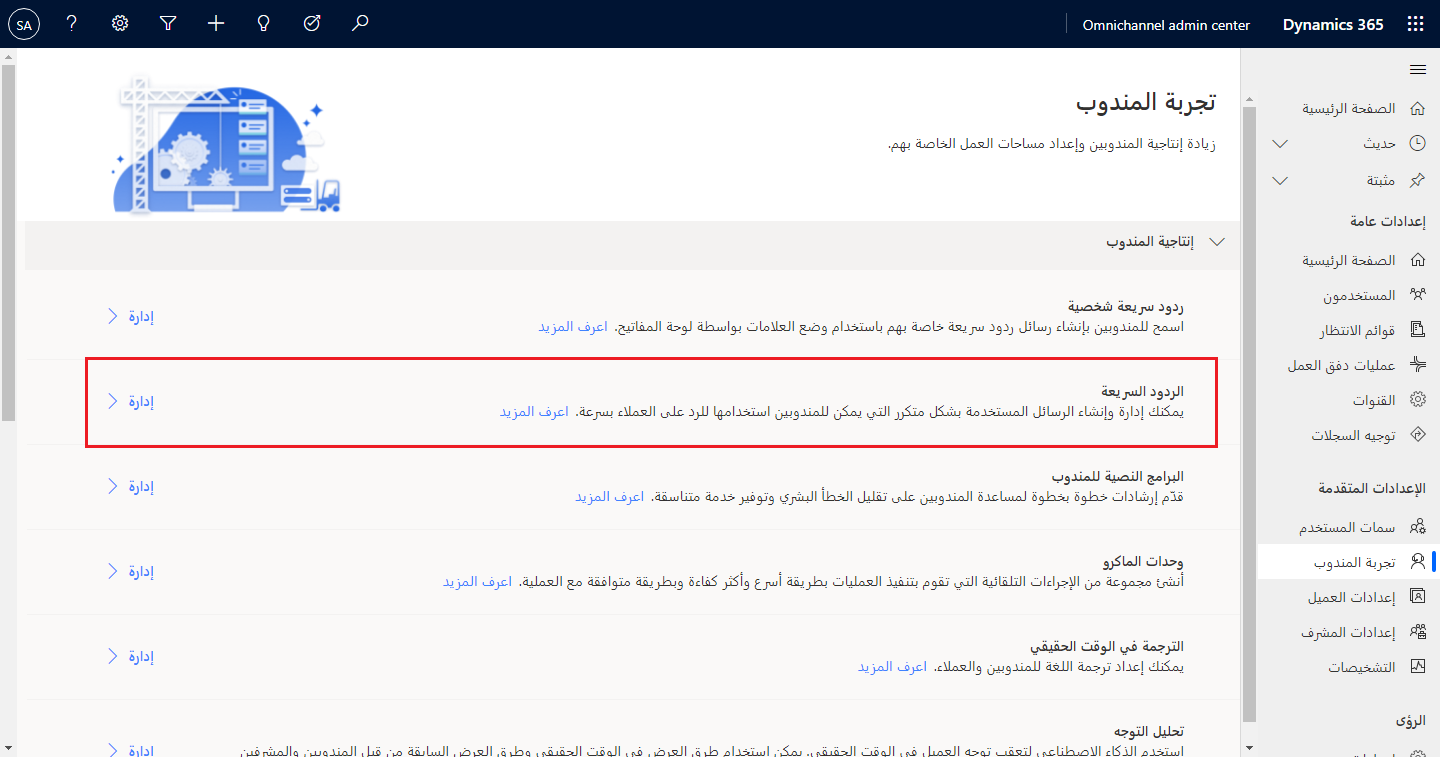 Dynamics 365
Omnichannel admin center
?
SA
الصفحة الرئيسية
حديث
مثبتة
إعدادات عامة
الصفحة الرئيسية
المستخدمون
قوائم الانتظار
عمليات دفق العمل
القنوات
توجيه السجلات
الإعدادات المتقدمة
سمات المستخدم
تجربة المندوب
إعدادات العميل
إعدادات المشرف
التشخيصات
الرؤى
تجربة المندوب
زيادة إنتاجية المندوبين وإعداد مساحات العمل الخاصة بهم.
إنتاجية المندوب
ردود سريعة شخصية
اسمح للمندوبين بإنشاء رسائل ردود سريعة خاصة بهم باستخدام وضع العلامات بواسطة لوحة المفاتيح. اعرف المزيد
إدارة
الردود السريعة
يمكنك إدارة وإنشاء الرسائل المستخدمة بشكل متكرر التي يمكن للمندوبين استخدامها للرد على العملاء بسرعة. اعرف المزيد
إدارة
البرامج النصية للمندوب
قدّم إرشادات خطوة بخطوة لمساعدة المندوبين على تقليل الخطأ البشري وتوفير خدمة متناسقة. اعرف المزيد
إدارة
وحدات الماكرو
أنشئ مجموعة من الإجراءات التلقائية التي تقوم بتنفيذ العمليات بطريقة أسرع وأكثر كفاءة وبطريقة متوافقة مع العملية. اعرف المزيد
إدارة
الترجمة في الوقت الحقيقي
يمكنك إعداد ترجمة اللغة للمندوبين والعملاء. اعرف المزيد
إدارة
تحليل التوجه
استخدم الذكاء الاصطناعي لتعقب توجه العميل في الوقت الحقيقي. يمكن استخدام طرق العرض في الوقت الحقيقي وطرق العرض السابقة من قبل المندوبين والمشرفين
إدارة